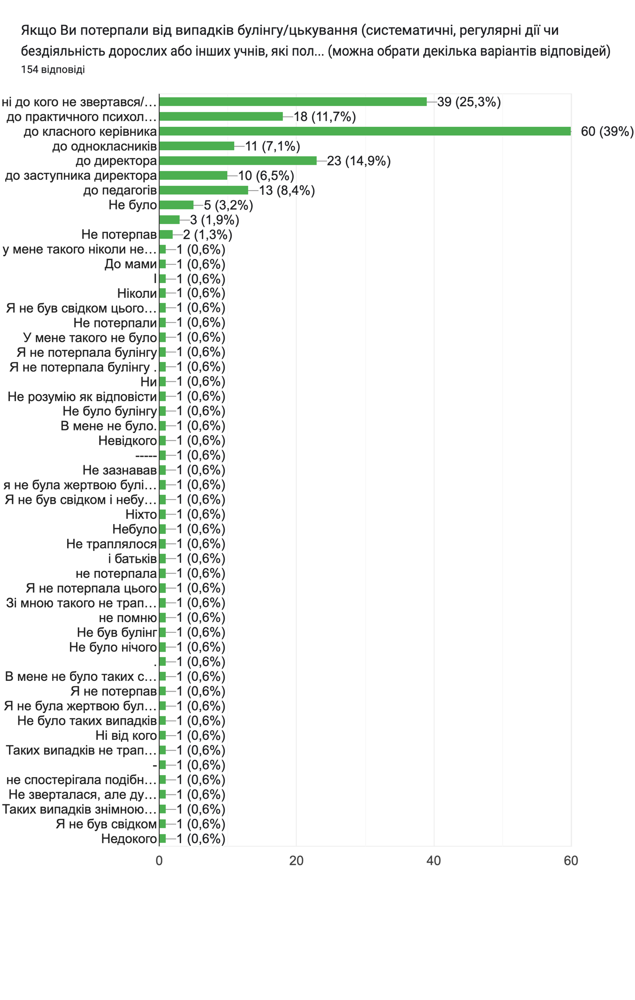 Якщо Ви потерпали від випадків булінгу/цькування (систематичні, регулярні дії чи
бездіяльність дорослих або інших учнів, які пол... (можна обрати декілька варіантів відповідей)
154 відповіді
ні до кого не звертався/… 39 (25,3%)
до практичного психол… 18 (11,7%)
до класного керівника 60 (39%)
до однокласників 11 (7,1%)
до директора 23 (14,9%)
до заступника директора 10 (6,5%)
до педагогів 13 (8,4%)
Не було 5 (3,2%)
3 (1,9%)
Не потерпав 2 (1,3%)
у мене такого ніколи не… 1 (0,6%)
До мами 1 (0,6%)
І 1 (0,6%)
Ніколи 1 (0,6%)
Я не був свідком цього… 1 (0,6%)
Не потерпали 1 (0,6%)
У мене такого не було 1 (0,6%)
Я не потерпала булінгу 1 (0,6%)
Я не потерпала булінгу . 1 (0,6%)
Ни 1 (0,6%)
Не розумію як відповісти 1 (0,6%)
Не було булінгу 1 (0,6%)
В мене не було. 1 (0,6%)
Невідкого 1 (0,6%)
----- 1 (0,6%)
Не зазнавав 1 (0,6%)
я не була жертвою булі… 1 (0,6%)
Я не був свідком і небу… 1 (0,6%)
Ніхто 1 (0,6%)
Небуло 1 (0,6%)
Не траплялося 1 (0,6%)
і батьків 1 (0,6%)
не потерпала 1 (0,6%)
Я не потерпала цього 1 (0,6%)
Зі мною такого не трап… 1 (0,6%)
не помню 1 (0,6%)
Не був булінг 1 (0,6%)
Не було нічого 1 (0,6%)
. 1 (0,6%)
В мене не було таких с… 1 (0,6%)
Я не потерпав 1 (0,6%)
Я не була жертвою бул… 1 (0,6%)
Не було таких випадків 1 (0,6%)
Ні від кого 1 (0,6%)
Таких випадків не трап… 1 (0,6%)
- 1 (0,6%)
не спостерігала подібн… 1 (0,6%)
Не зверталася, але ду… 1 (0,6%)
Таких випадків знімною… 1 (0,6%)
Я не був свідком 1 (0,6%)
Недокого 1 (0,6%)
0 20 40 60